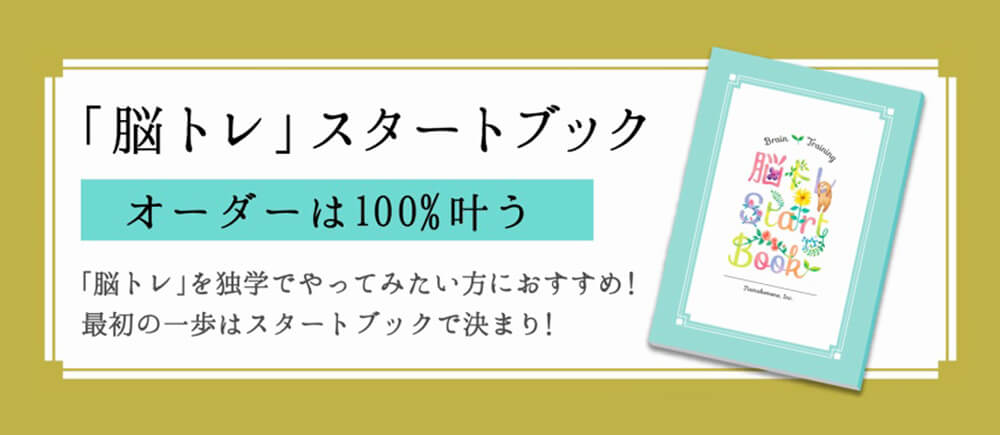 「脳トレ」スタートブック
オーダーは100%叶う
「脳トレ」を独学でやってみたい方におすすめ!
最初の一歩はスタートブックで決まり!
Brain Training
脳トレ
Start
Book